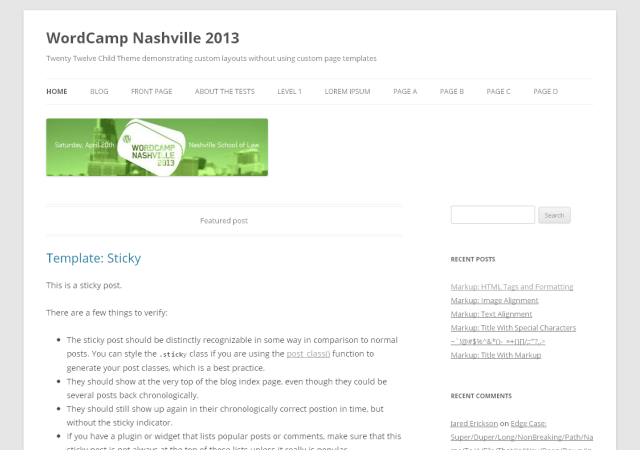 WordCamp Nashville 2013
Twenty Twelve Child Theme demonstrating custom layouts without using custom page templates
HOME BLOG FRONT PAGE ABOUT THE TESTS LEVEL 1 LOREM IPSUM PAGE A PAGE B PAGE C PAGE D
Saturday, April 20th
WORDCAMP
NASHVILLE
2013
Nashville School of Law
Featured post
Template: Sticky
This is a sticky post.
There are a few things to verify:
• The sticky post should be distinctly recognizable in some way in comparison to normal
posts. You can style the .sticky class if you are using the post_class() function to
generate your post classes, which is a best practice.
• They should show at the very top of the blog index page, even though they could be
several posts back chronologically.
• They should still show up again in their chronologically correct postion in time, but
without the sticky indicator.
• If you have a plugin or widget that lists popular posts or comments, make sure that this
sticky post is not always at the top of those lists unless it really is popular.
Search
RECENT POSTS
Markup: HTML Tags and Formatting
Markup: Image Alignment
Markup: Text Alignment
Markup: Title With Special Characters
Markup: Title With Markup
RECENT COMMENTS
Jared Erickson on Edge Case:
Super/Duper/Long/NonBreaking/Path/Na